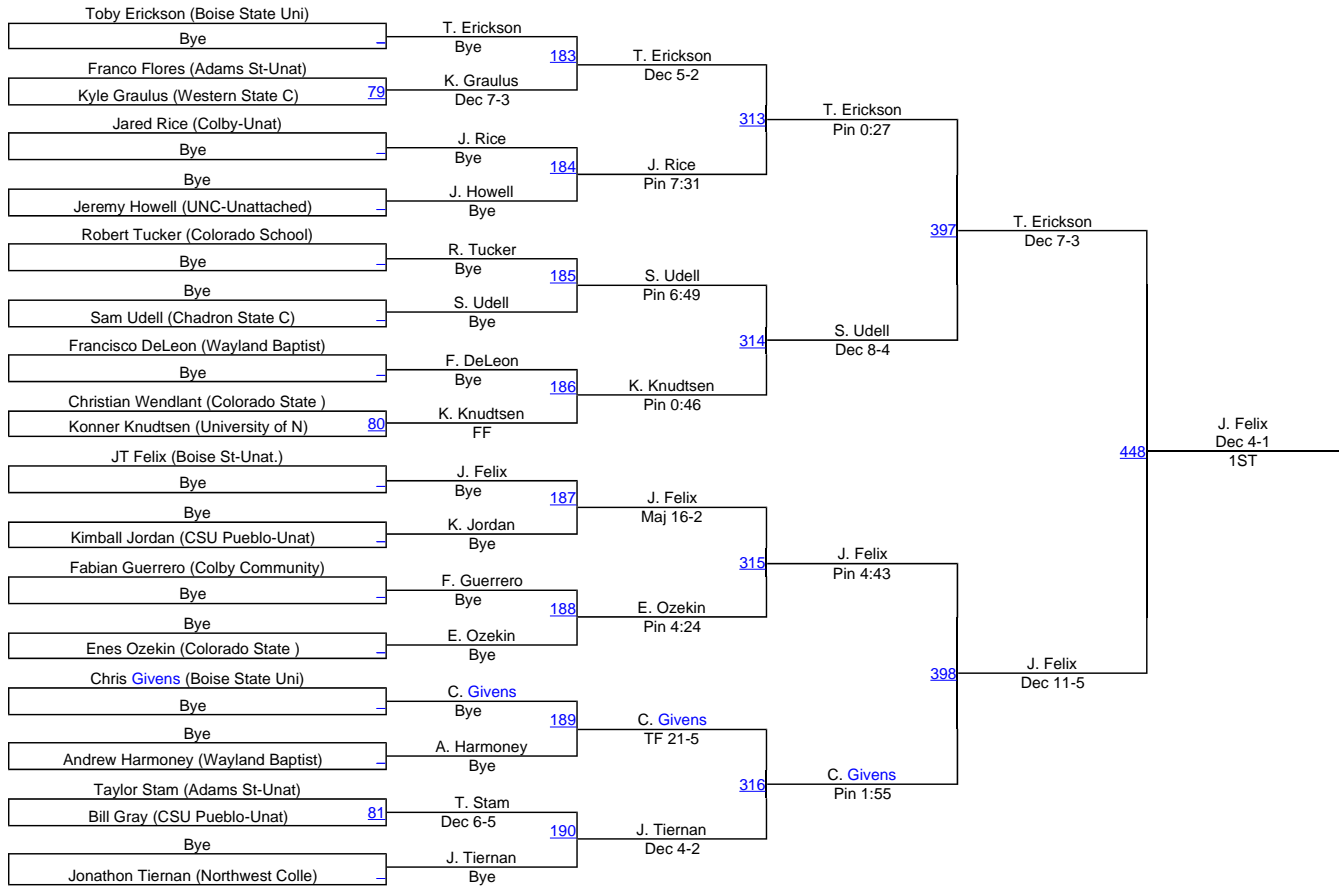 Toby Erickson (Boise State Uni)
Bye
Franco Flores (Adams St-Unat)
Kyle Graulus (Western State C)
79
Jared Rice (Colby-Unat)
Bye
Bye
Jeremy Howell (UNC-Unattached)
Robert Tucker (Colorado School)
Bye
Bye
Sam Udell (Chadron State C)
Francisco DeLeon (Wayland Baptist)
Bye
Christian Wendlant (Colorado State )
Konner Knudtsen (University of N)
80
JT Felix (Boise St-Unat.)
Bye
Bye
Kimball Jordan (CSU Pueblo-Unat)
Fabian Guerrero (Colby Community)
Bye
Bye
Enes Ozekin (Colorado State )
Chris Givens (Boise State Uni)
Bye
Bye
Andrew Harmoney (Wayland Baptist)
Taylor Stam (Adams St-Unat)
Bill Gray (CSU Pueblo-Unat)
81
Bye
Jonathon Tiernan (Northwest Colle)
T. Erickson
Bye
183
K. Graulus
Dec 7-3
J. Rice
Bye
184
J. Howell
Bye
R. Tucker
Bye
185
S. Udell
Bye
F. DeLeon
Bye
186
K. Knudtsen
FF
J. Felix
Bye
187
K. Jordan
Bye
F. Guerrero
Bye
188
E. Ozekin
Bye
C. Givens
Bye
189
A. Harmoney
Bye
T. Stam
Dec 6-5
190
J. Tiernan
Bye
T. Erickson
Dec 5-2
313
J. Rice
Pin 7:31
S. Udell
Pin 6:49
314
K. Knudtsen
Pin 0:46
J. Felix
Maj 16-2
315
E. Ozekin
Pin 4:24
C. Givens
TF 21-5
316
J. Tiernan
Dec 4-2
T. Erickson
Pin 0:27
397
S. Udell
Dec 8-4
J. Felix
Pin 4:43
398
C. Givens
Pin 1:55
T. Erickson
Dec 7-3
448
J. Felix
Dec 11-5
J. Felix
Dec 4-1
1ST